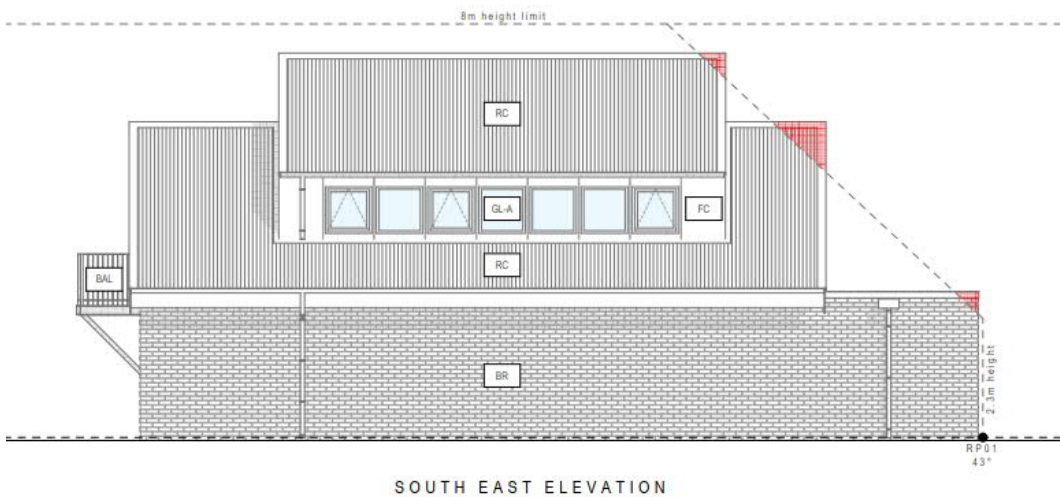 8m height limit
RC
GL-A
FC
RC
BAL
BR
2.3m height
RP01
43°
SOUTH EAST ELEVATION